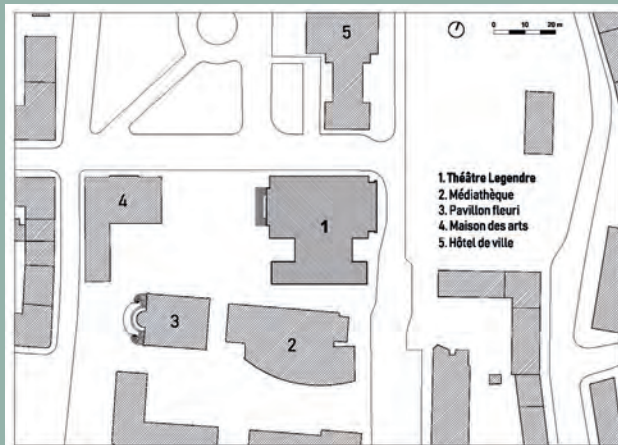 5
0 10 20 m
1. Théâtre Legendre
2. Médiathèque
3. Pavillon fleuri
4. Maison des arts
5. Hôtel de ville
4
1
3
2